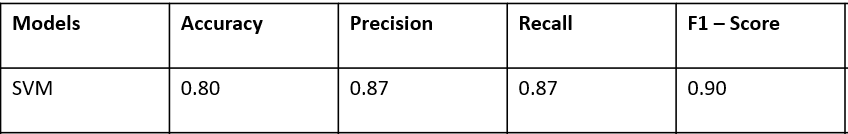 Models Accuracy Precision Recall F1 – Score
SVM 0.80 0.87 0.87 0.90